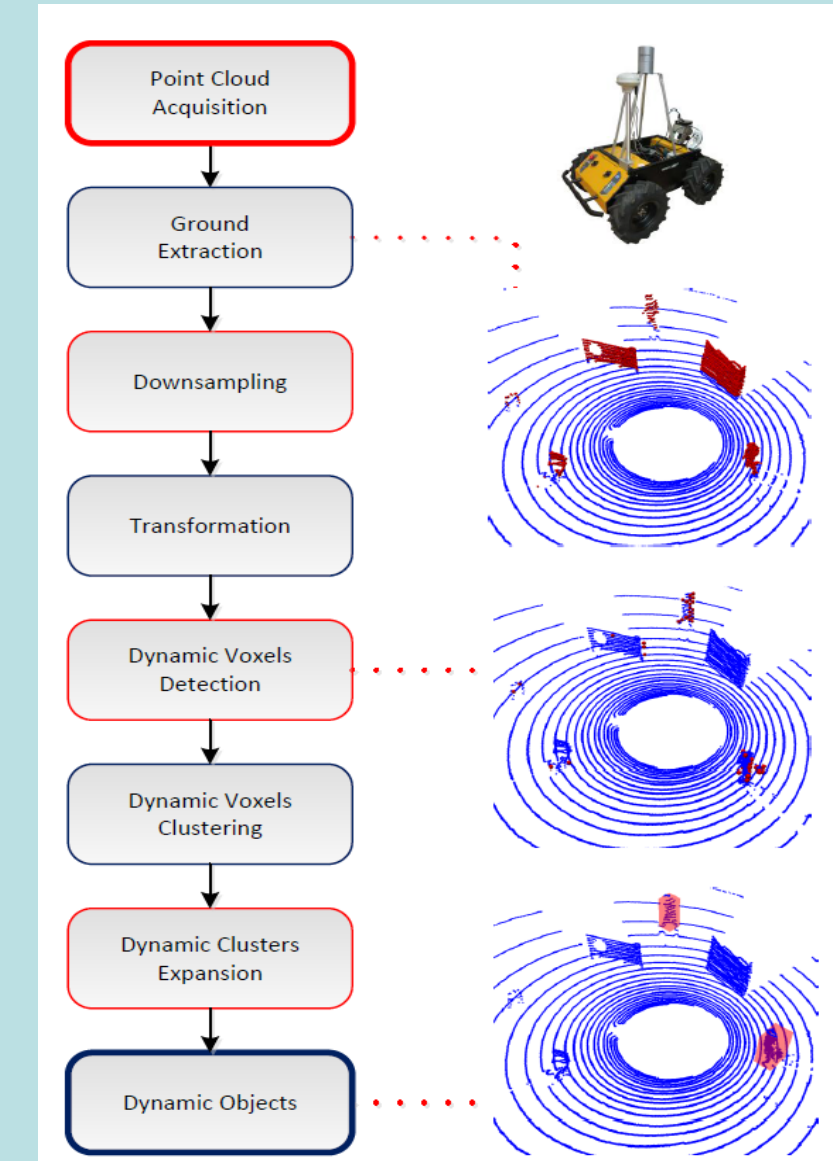 Point Cloud
Acquisition
Ground
Extraction
Downsampling
Transformation
Dynamic Voxels
Detection
Dynamic Voxels
Clustering
Dynamic Clusters
Expansion
Dynamic Objects